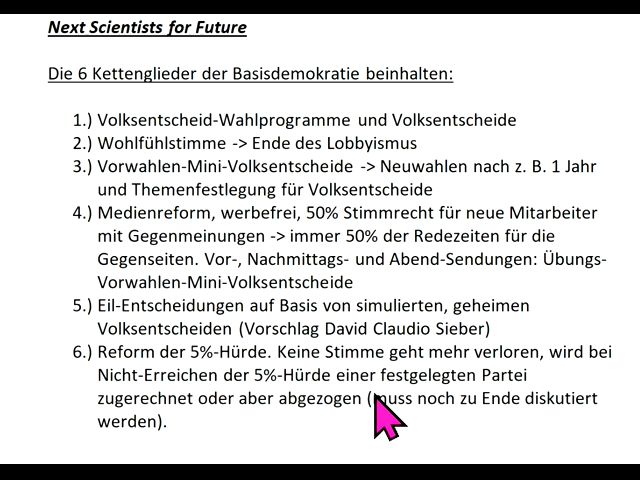 Next Scientists for Future
Die 6 Kettenglieder der Basisdemokratie beinhalten:
1.) Volksentscheid-Wahlprogramme und Volksentscheide
2.) Wohlfühlstimme -> Ende des Lobbyismus
3.) Vorwahlen-Mini-Volksentscheide -> Neuwahlen nach z. B. 1 Jahr
und Themenfestlegung für Volksentscheide
4.) Medienreform, werbefrei, 50% Stimmrecht für neue Mitarbeiter
mit Gegenmeinungen -> immer 50% der Redezeiten für die
Gegenseiten. Vor-, Nachmittags- und Abend-Sendungen: Übungs-
Vorwahlen-Mini-Volksentscheide
5.) Eil-Entscheidungen auf Basis von simulierten, geheimen
Volksentscheiden (Vorschlag David Claudio Sieber)
6.) Reform der 5%-Hürde. Keine Stimme geht mehr verloren, wird bei
Nicht-Erreichen der 5%-Hürde einer festgelegten Partei
zugerechnet oder aber abgezogen (muss noch zu Ende diskutiert
werden).